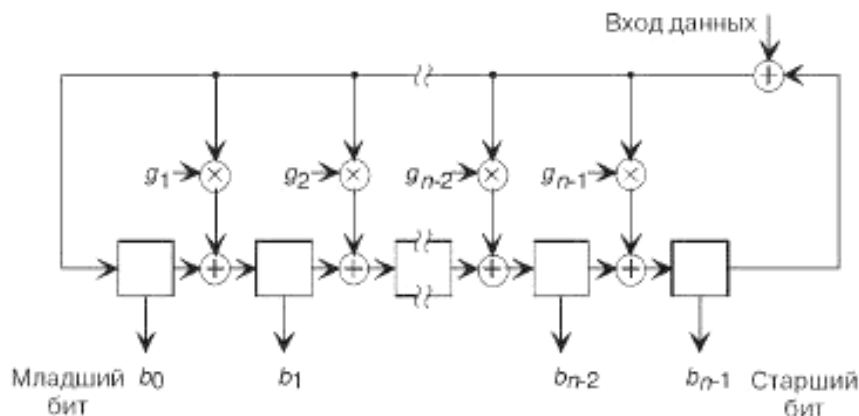 Вход данных
g1 g2 gn-2 gn-1
Младший бит b0 b1 bn-2 bn-1 Старший бит